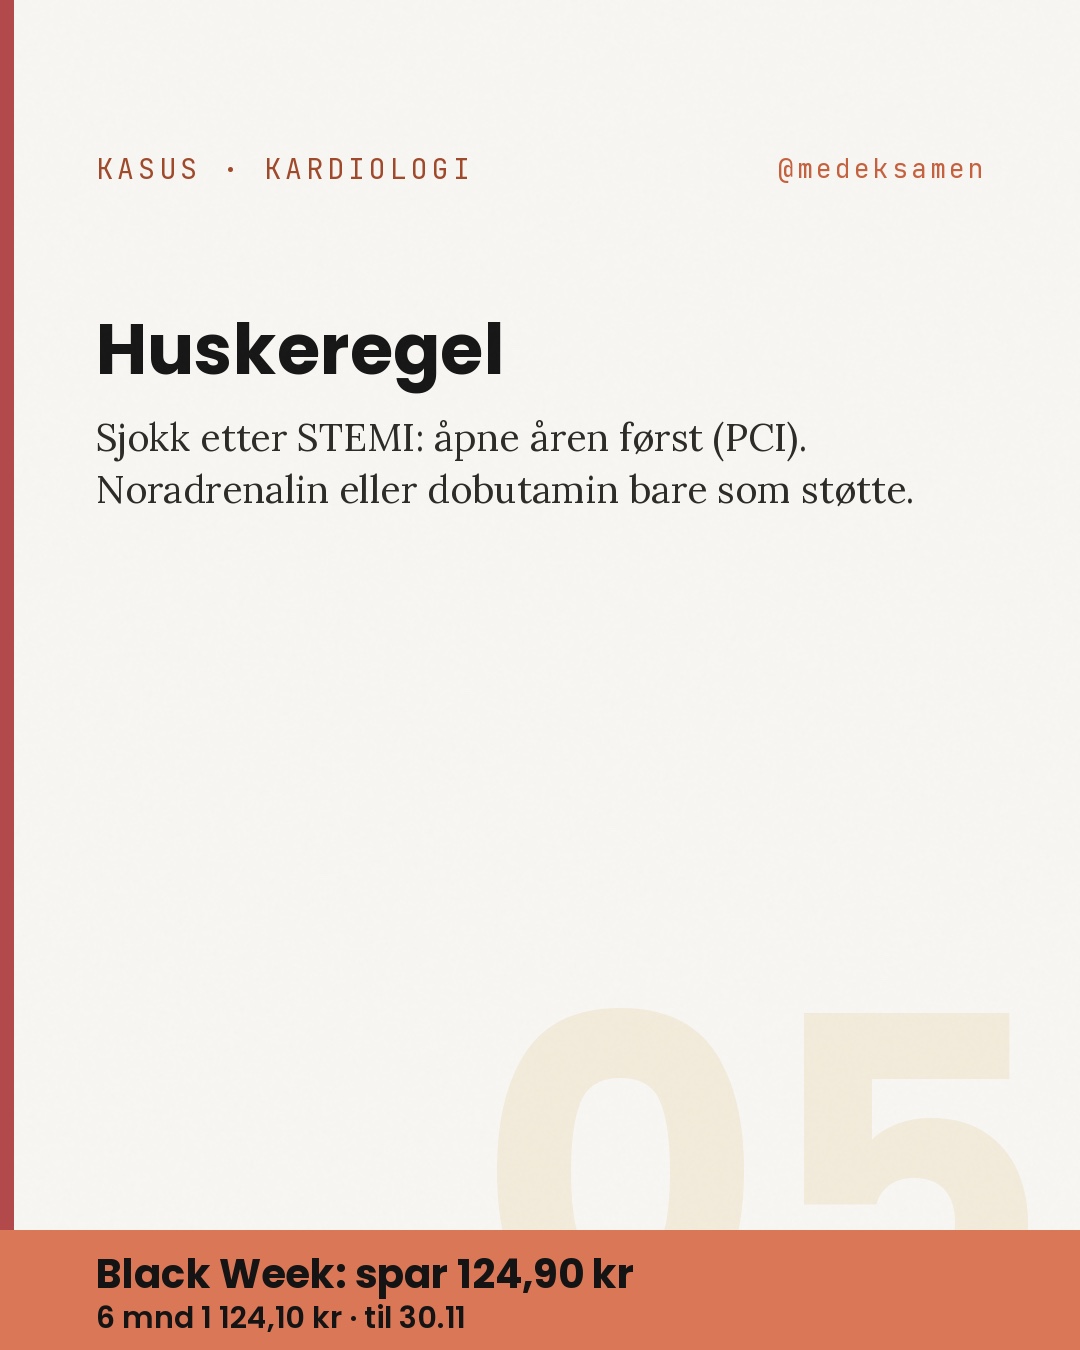 KASUS · KARDIOLOGI
@medeksamen
Huskeregel
Sjokk etter STEMI: åpne åren først (PCI).
Noradrenalin eller dobutamin bare som støtte.
05
Black Week: spar 124,90 kr
6 mnd 1 124,10 kr · til 30.11